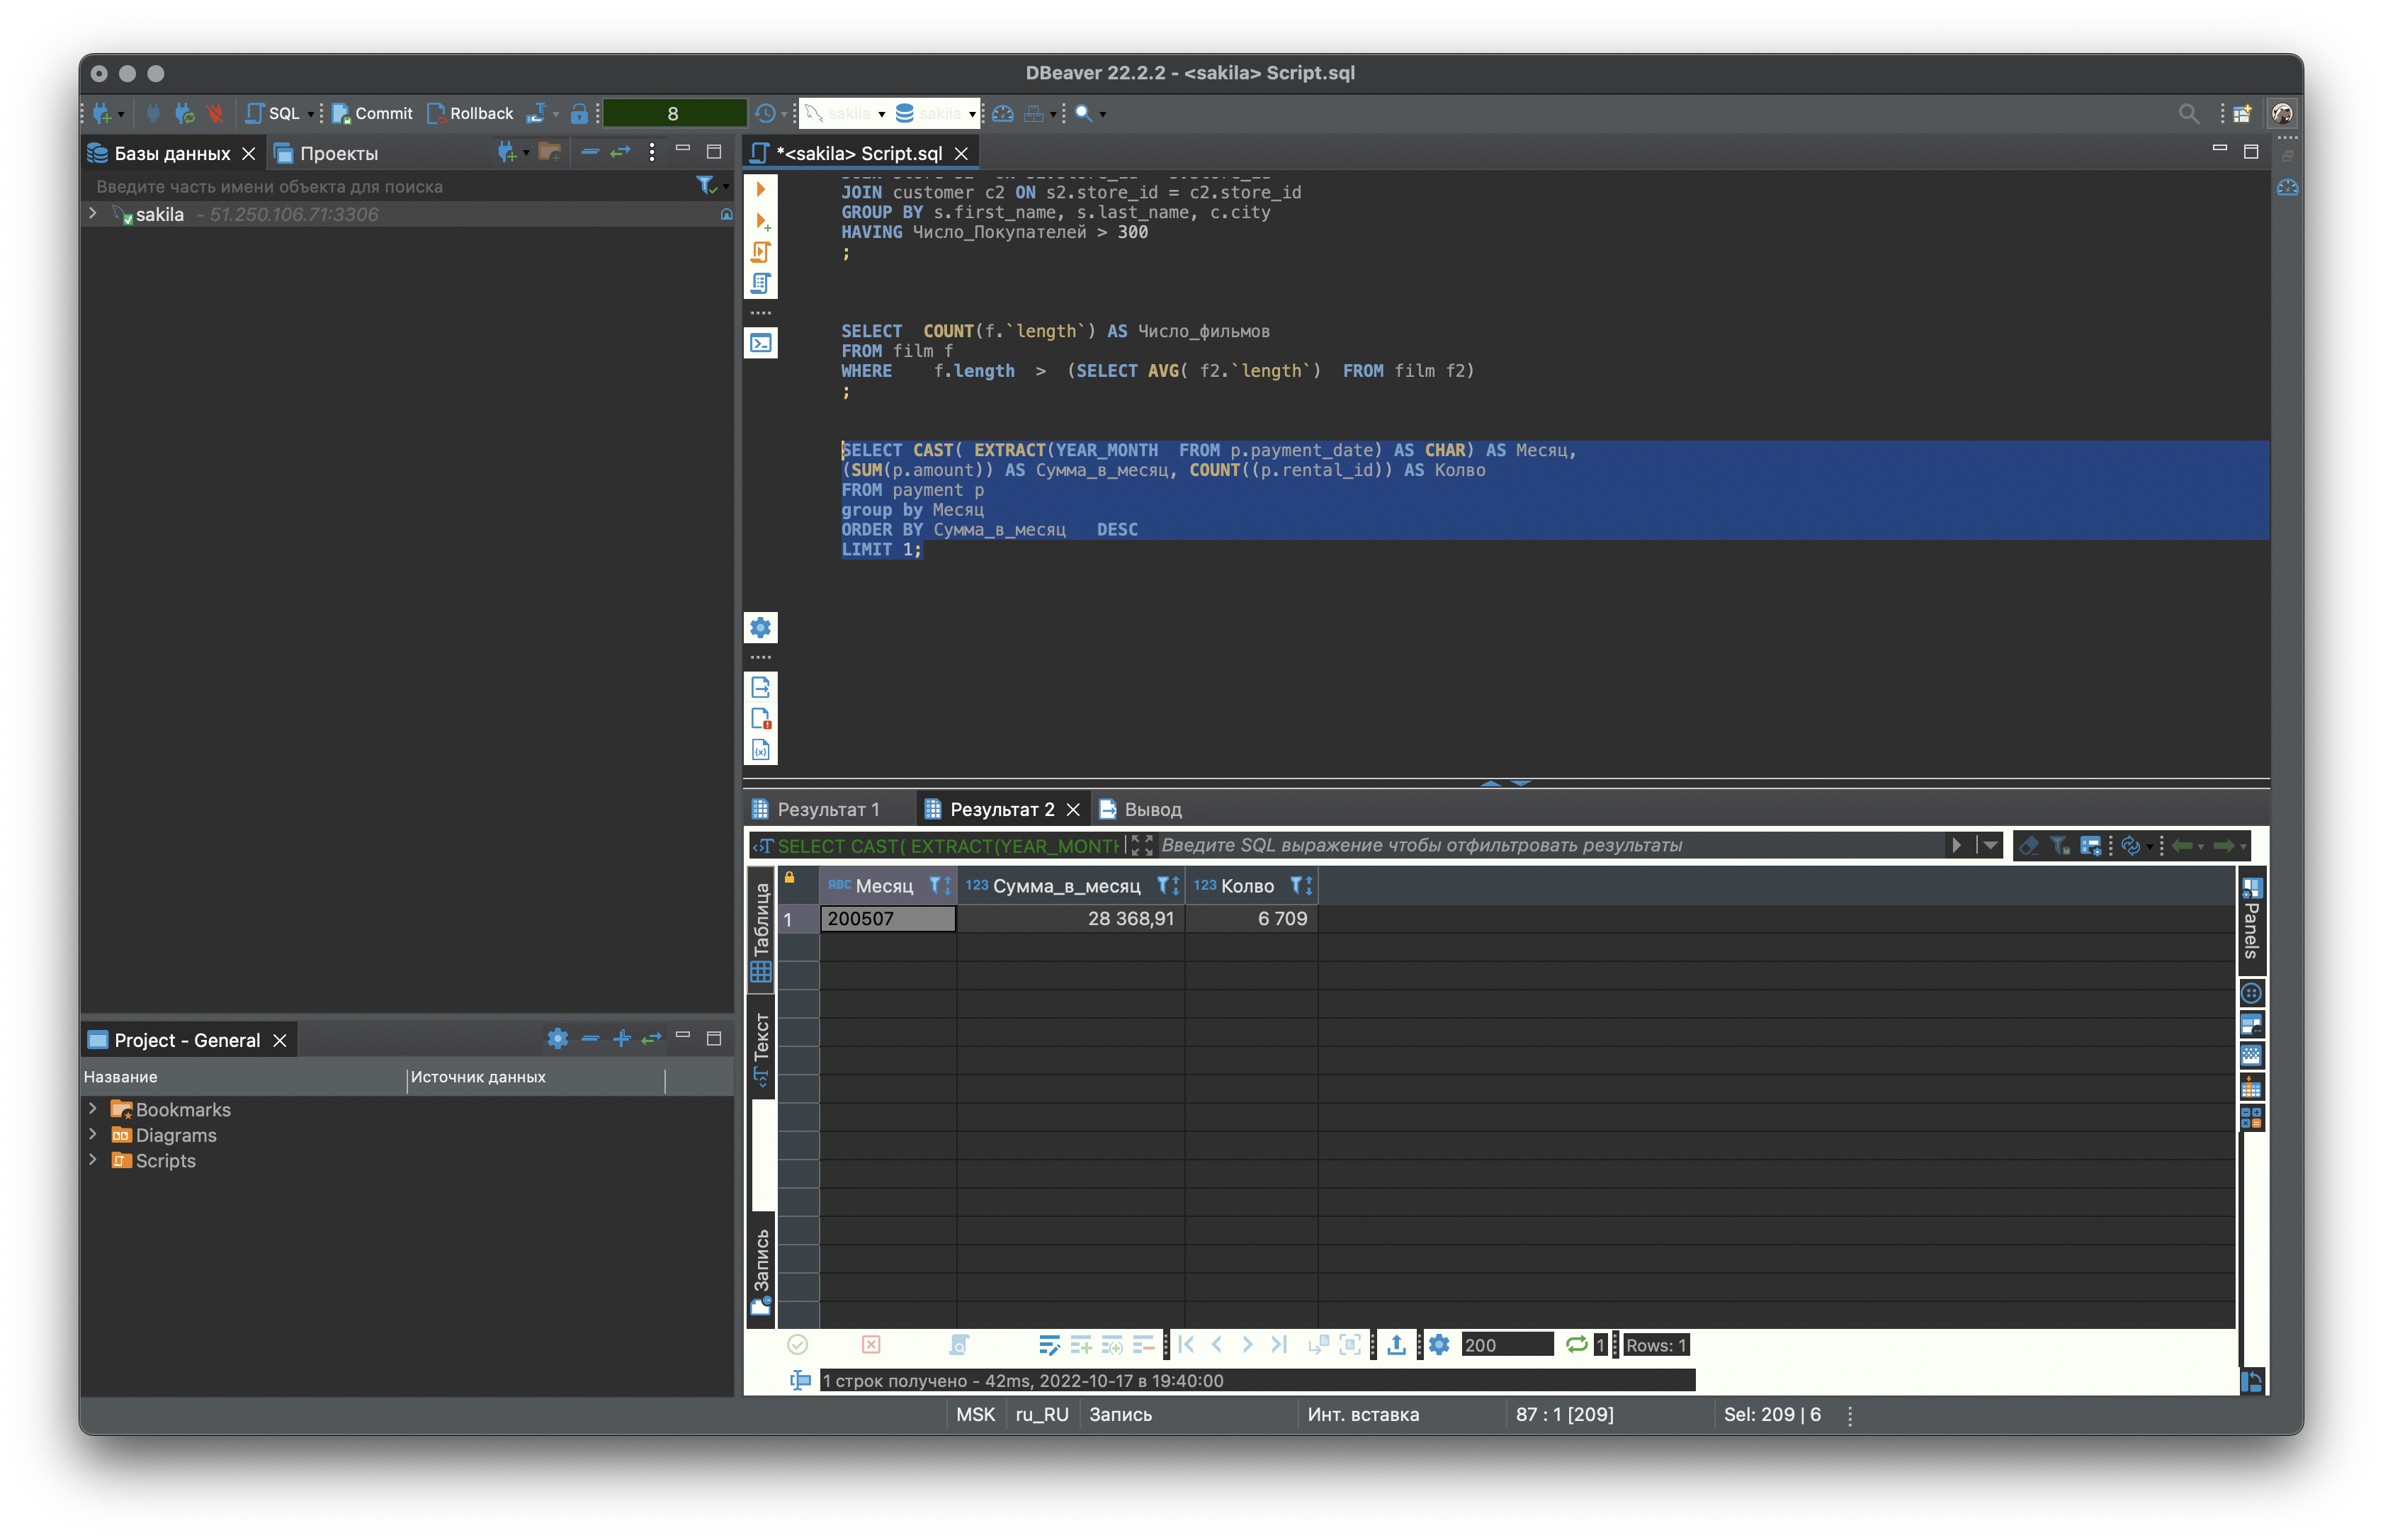 DBeaver 22.2.2 - <sakila> Script.sql
SQL Commit Rollback 8 sakila sakila
Базы данных Проекты
*<sakila> Script.sql
Введите часть имени объекта для поиска
sakila - 51.250.106.71:3306
JOIN customer c2 ON s2.store_id = c2.store_id
GROUP BY s.first_name, s.last_name, c.city
HAVING Число_Покупателей > 300
;
SELECT  COUNT(f.`length`) AS Число_фильмов
FROM film f
WHERE    f.length  >  (SELECT AVG( f2.`length`)  FROM film f2)
;
SELECT CAST( EXTRACT(YEAR_MONTH  FROM p.payment_date) AS CHAR) AS Месяц,
(SUM(p.amount)) AS Сумма_в_месяц, COUNT((p.rental_id)) AS Колво
FROM payment p
group by Месяц
ORDER BY Сумма_в_месяц   DESC
LIMIT 1;
Результат 1 Результат 2 Вывод
SELECT CAST( EXTRACT(YEAR_MONTH Введите SQL выражение чтобы отфильтровать результаты
Таблица
Текст
Запись
ABC Месяц 123 Сумма_в_месяц 123 Колво
1 200507 28 368,91 6 709
Panels
Project - General
Название Источник данных
Bookmarks
Diagrams
Scripts
200 1 Rows: 1
1 строк получено - 42ms, 2022-10-17 в 19:40:00
MSK ru_RU Запись Инт. вставка 87 : 1 [209] Sel: 209 | 6